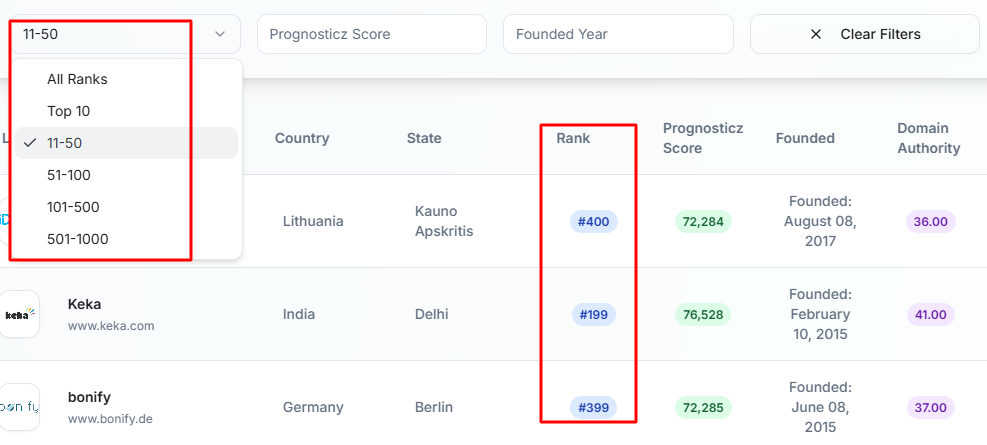 11-50
Prognosticz Score
Founded Year
Clear Filters
All Ranks
Top 10
11-50
51-100
101-500
501-1000
Country
State
Rank
Prognosticz
Score
Founded
Domain
Authority
Lithuania
Kauno
Apskritis
#400
72,284
Founded:
August 08,
2017
36.00
keka
Keka
www.keka.com
India
Delhi
#199
76,528
Founded:
February
10, 2015
41.00
bonify
bonify
www.bonify.de
Germany
Berlin
#399
72,285
Founded:
June 08,
2015
37.00